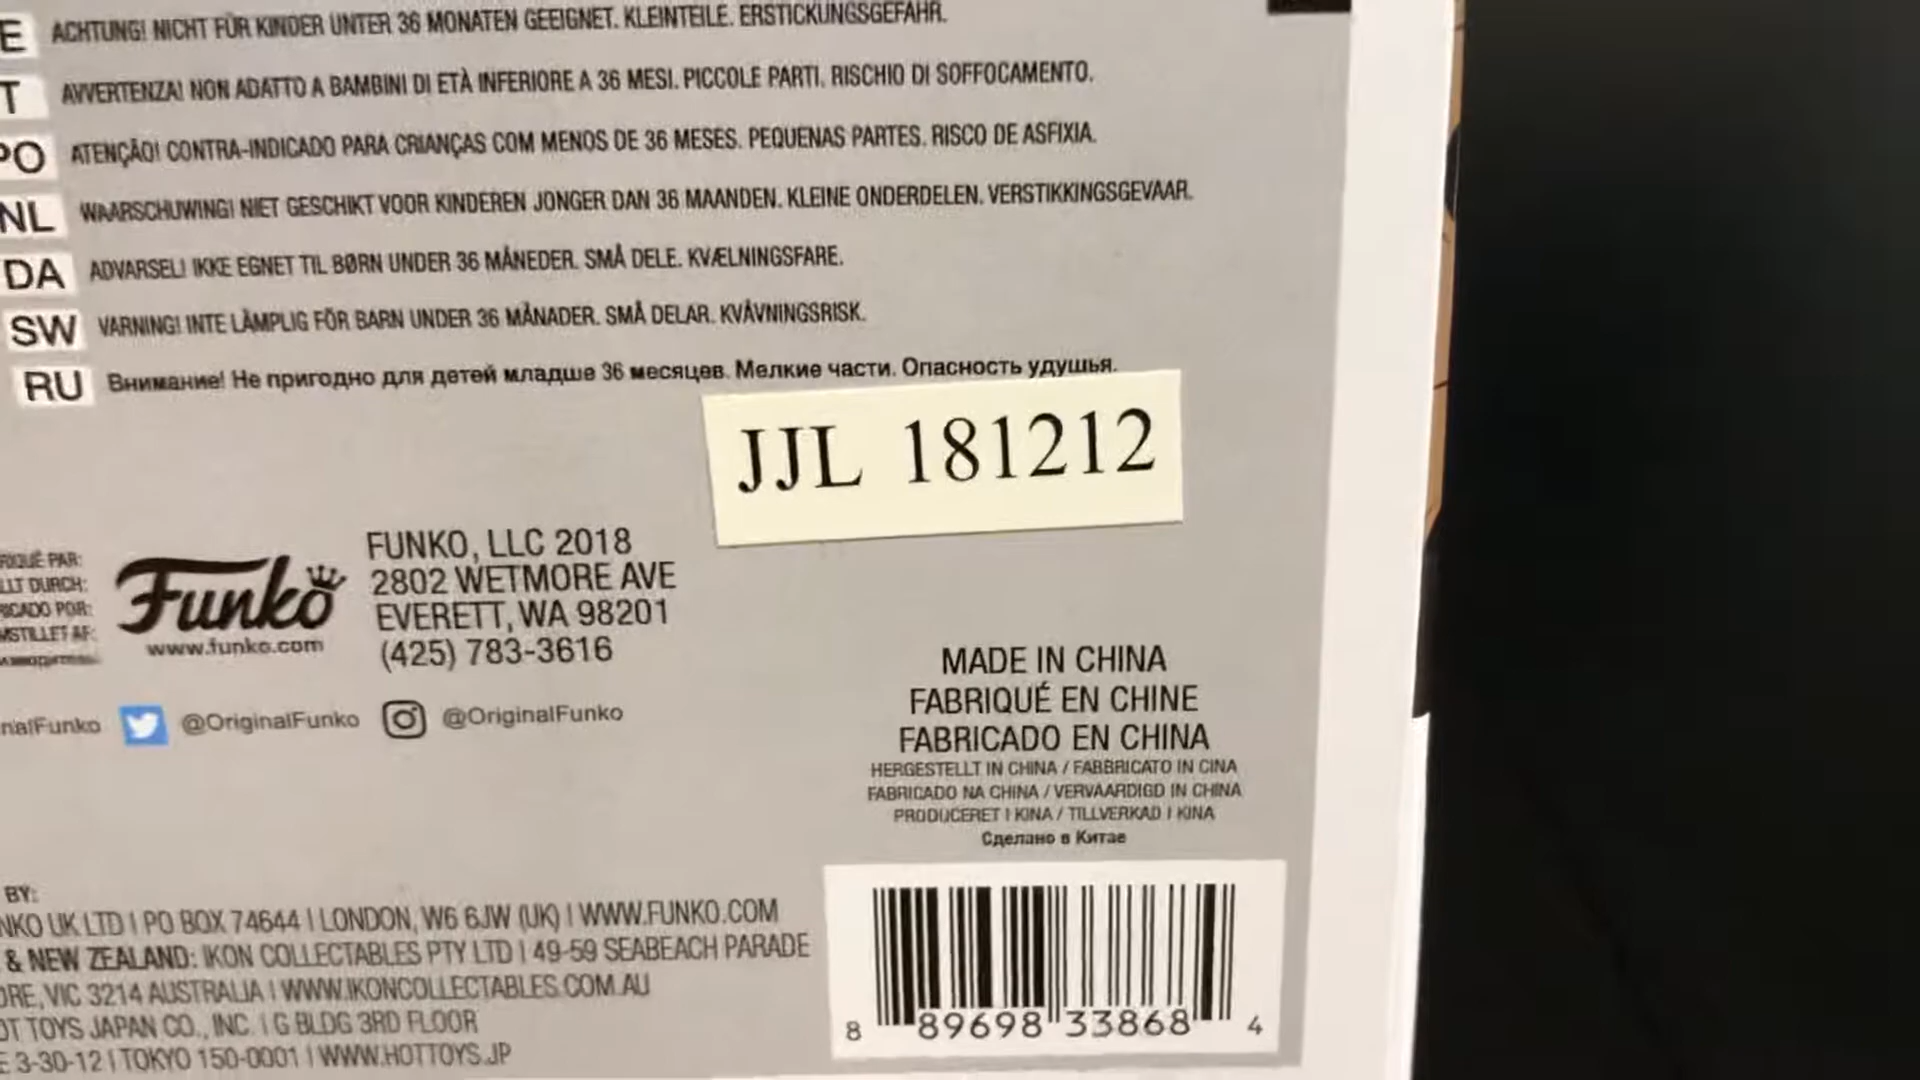 E ACHTUNG! NICHT FÜR KINDER UNTER 36 MONATEN GEEIGNET. KLEINTEILE. ERSTICKUNGSGEFAHR.
T AVVERTENZA! NON ADATTO A BAMBINI DI ETÀ INFERIORE A 36 MESI. PICCOLE PARTI. RISCHIO DI SOFFOCAMENTO.
PO ATENÇÃO! CONTRA-INDICADO PARA CRIANÇAS COM MENOS DE 36 MESES. PEQUENAS PARTES. RISCO DE ASFIXIA.
NL WAARSCHUWING! NIET GESCHIKT VOOR KINDEREN JONGER DAN 36 MAANDEN. KLEINE ONDERDELEN. VERSTIKKINGSGEVAAR.
DA ADVARSEL! IKKE EGNET TIL BØRN UNDER 36 MÅNEDER. SMÅ DELE. KVÆLNINGSFARE.
SW VARNING! INTE LÄMPLIG FÖR BARN UNDER 36 MÅNADER. SMÅ DELAR. KVÄVNINGSRISK.
RU Внимание! Не пригодно для детей младше 36 месяцев. Мелкие части. Опасность удушья.
JJL 181212
RIQUÉ PAR:
LLT DURCH:
RICADO POR:
MSTILLET AF:
Funko
www.funko.com
FUNKO, LLC 2018
2802 WETMORE AVE
EVERETT, WA 98201
(425) 783-3616
nalFunko @OriginalFunko @OriginalFunko
MADE IN CHINA
FABRIQUÉ EN CHINE
FABRICADO EN CHINA
HERGESTELLT IN CHINA / FABBRICATO IN CINA
FABRICADO NA CHINA / VERVAARDIGD IN CHINA
PRODUCERET I KINA / TILLVERKAD I KINA
Сделано в Китае
BY:
NKO UK LTD | PO BOX 74644 | LONDON, W6 6JW (UK) | WWW.FUNKO.COM
& NEW ZEALAND: IKON COLLECTABLES PTY LTD | 49-59 SEABEACH PARADE
ORE, VIC 3214 AUSTRALIA | WWW.IKONCOLLECTABLES.COM.AU
OT TOYS JAPAN CO., INC. | G BLDG 3RD FLOOR
E 3-30-12 | TOKYO 150-0001 | WWW.HOTTOYS.JP
8 89698 33868 4